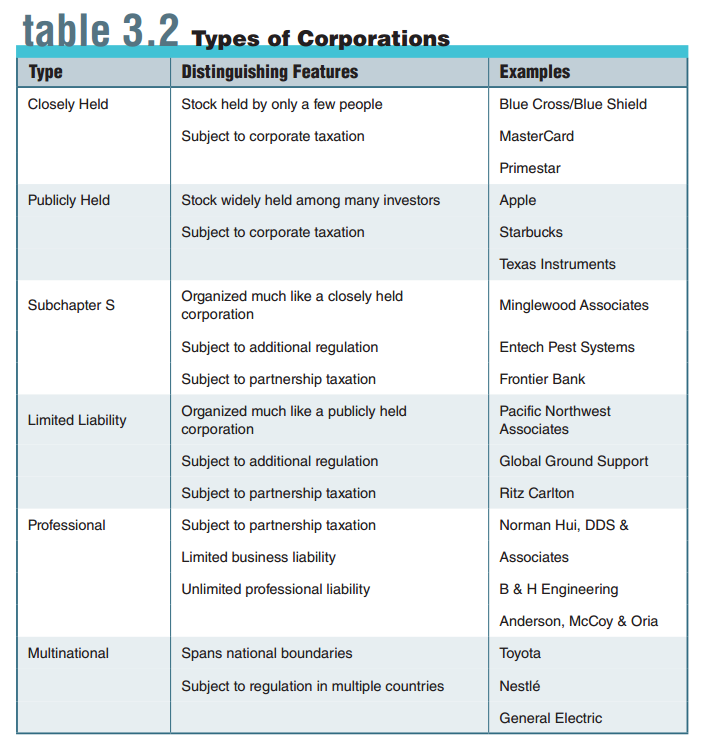 table 3.2 Types of Corporations
Type Distinguishing Features Examples
Closely Held Stock held by only a few people Blue Cross/Blue Shield
Subject to corporate taxation MasterCard
Primestar
Publicly Held Stock widely held among many investors Apple
Subject to corporate taxation Starbucks
Texas Instruments
Subchapter S Organized much like a closely held
corporation Minglewood Associates
Subject to additional regulation Entech Pest Systems
Subject to partnership taxation Frontier Bank
Limited Liability Organized much like a publicly held
corporation Pacific Northwest
Associates
Subject to additional regulation Global Ground Support
Subject to partnership taxation Ritz Carlton
Professional Subject to partnership taxation Norman Hui, DDS &
Limited business liability Associates
Unlimited professional liability B & H Engineering
Anderson, McCoy & Oria
Multinational Spans national boundaries Toyota
Subject to regulation in multiple countries Nestlé
General Electric